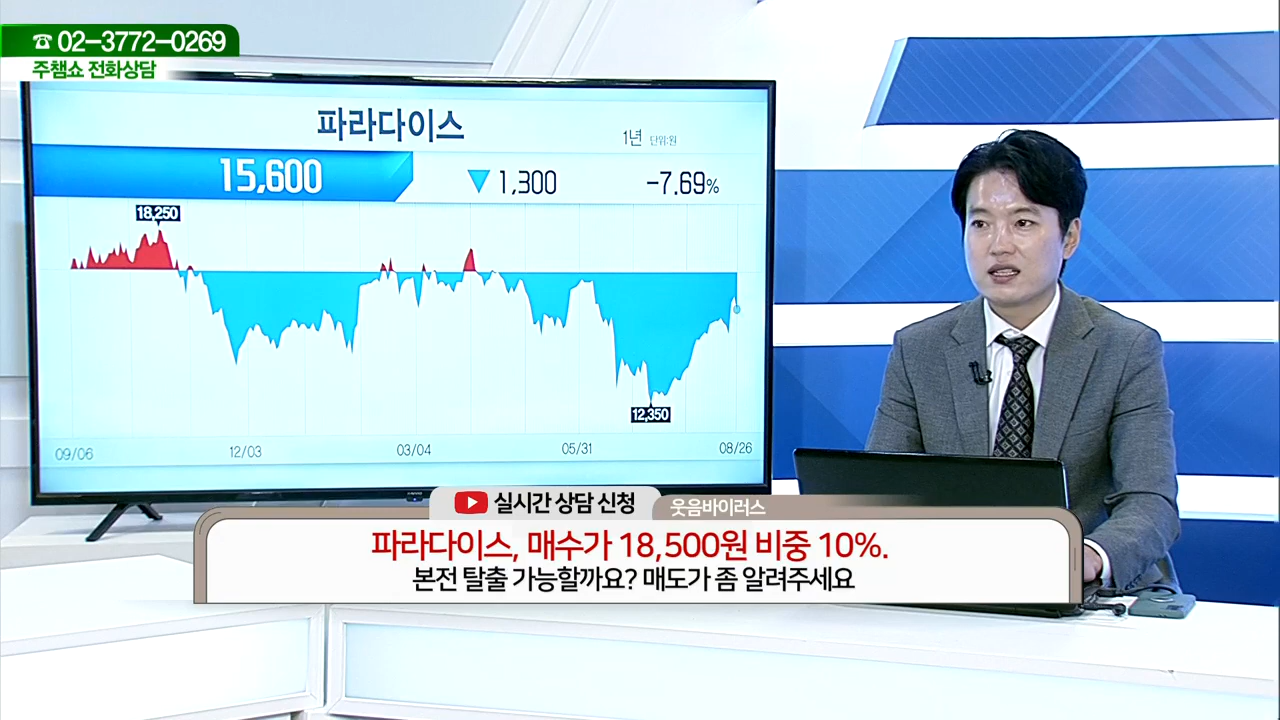 ☎ 02-3772-0269
주챔쇼 전화상담
파라다이스
1년 단위:원
15,600 ▼1,300 -7.69%
18,250
12,350
09/06 12/03 03/04 05/31 08/26
실시간 상담 신청 웃음바이러스
파라다이스, 매수가 18,500원 비중 10%.
본전 탈출 가능할까요? 매도가 좀 알려주세요